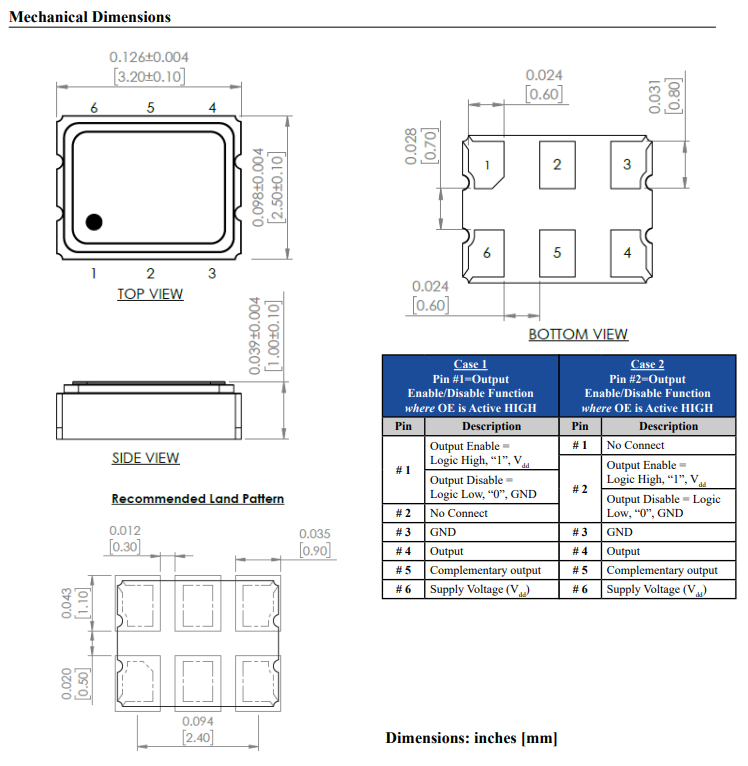 Mechanical Dimensions
0.126±0.004
[3.20±0.10]
6 5 4
0.098±0.004
[2.50±0.10]
1 2 3
TOP VIEW
0.024
[0.60]
0.031
[0.80]
0.028
[0.70]
1 2 3
6 5 4
0.024
[0.60]
BOTTOM VIEW
0.039±0.004
[1.00±0.10]
SIDE VIEW
Case 1
Pin #1=Output
Enable/Disable Function
where OE is Active HIGH
Case 2
Pin #2=Output
Enable/Disable Function
where OE is Active HIGH
Pin Description Pin Description
# 1
Output Enable =
Logic High, “1”, Vdd
Output Disable =
Logic Low, “0”, GND
# 2 No Connect
# 3 GND
# 4 Output
# 5 Complementary output
# 6 Supply Voltage (Vdd)
# 1 No Connect
# 2
Output Enable =
Logic High, “1”, Vdd
Output Disable = Logic
Low, “0”, GND
# 3 GND
# 4 Output
# 5 Complementary output
# 6 Supply Voltage (Vdd)
Recommended Land Pattern
0.012
[0.30]
0.035
[0.90]
0.043
[1.10]
0.020
[0.50]
0.094
[2.40]
Dimensions: inches [mm]